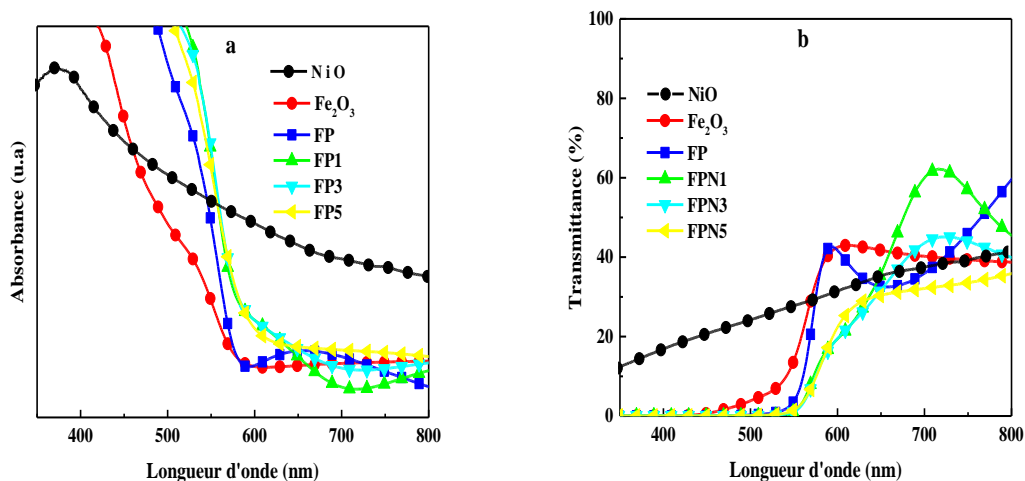 a
Absorbance (u.a)
NiO
Fe₂O₃
FP
FP1
FP3
FP5
400 500 600 700 800
Longueur d'onde (nm)
b
Transmittance (%)
100
80
60
40
20
0
NiO
Fe₂O₃
FP
FPN1
FPN3
FPN5
400 500 600 700 800
Longueur d'onde (nm)